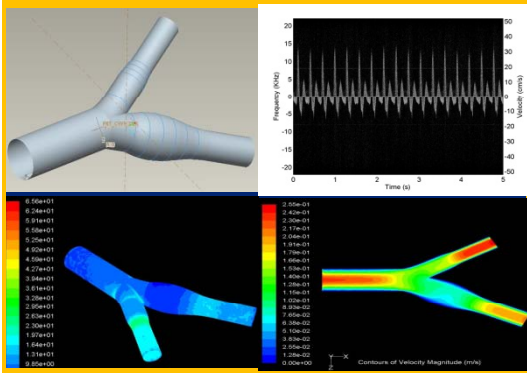 Frequency (KHz)
20
15
10
5
0
-5
-10
-15
-20
50
40
30
20
10
0
-10
-20
-30
-40
-50
Velocity (cm/s)
0 1 2 3 4 5
Time (s)
6.56e+01
6.24e+01
5.91e+01
5.58e+01
5.25e+01
4.92e+01
4.59e+01
4.27e+01
3.94e+01
3.61e+01
3.28e+01
2.95e+01
2.63e+01
2.30e+01
1.97e+01
1.64e+01
1.31e+01
9.85e+00
2.55e-01
2.42e-01
2.30e-01
2.17e-01
2.04e-01
1.91e-01
1.79e-01
1.66e-01
1.53e-01
1.40e-01
1.28e-01
1.15e-01
1.02e-01
8.93e-02
7.65e-02
6.38e-02
5.10e-02
3.83e-02
2.55e-02
1.28e-02
0.00e+00
Y X
Z
Contours of Velocity Magnitude (m/s)